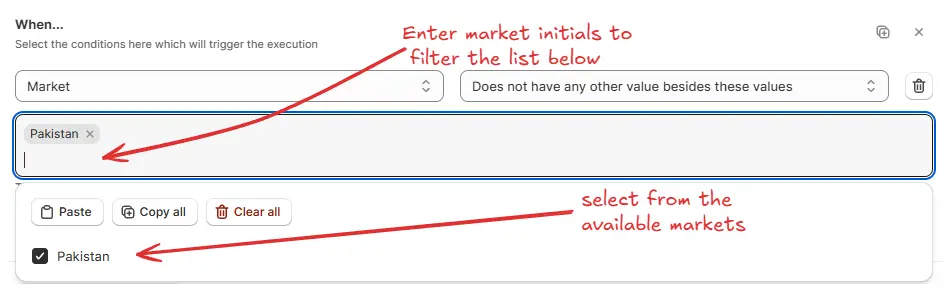 When...
Select the conditions here which will trigger the execution
Enter market initials to
filter the list below
Market
Does not have any other value besides these values
Pakistan
select from the
available markets
Paste
Copy all
Clear all
Pakistan